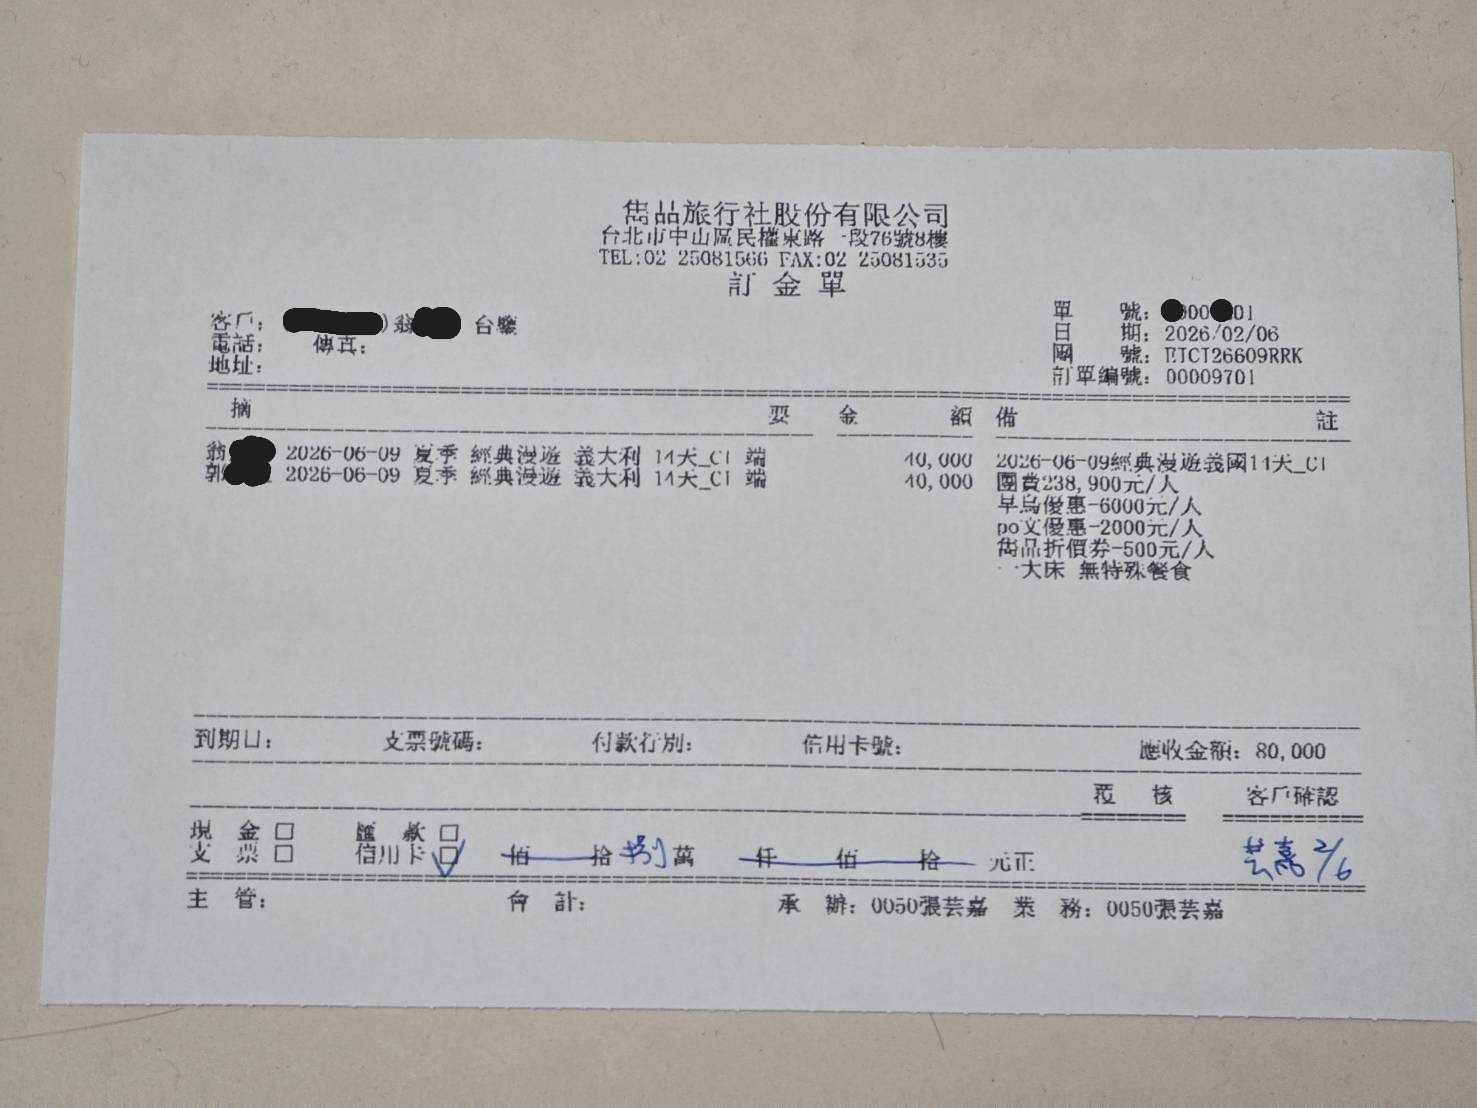 雋品旅行社股份有限公司
台北市中山區民權東路一段76號8樓
TEL:02 25081566 FAX:02 25081535
訂 金 單
客戶: )翁 台鑒
電話: 傳真:
地址:
單 號: 00 01
日 期: 2026/02/06
團 號: EICI26609RRK
訂單編號: 00009701
摘 要 金 額 備 註
翁 2026-06-09 夏季 經典漫遊 義大利 14天_CI 端 40,000 2026-06-09經典漫遊義國14天_CI
郭 2026-06-09 夏季 經典漫遊 義大利 14天_CI 端 40,000 團費238,900元/人
早鳥優惠-6000元/人
po文優惠-2000元/人
雋品折價券-500元/人
一大床 無特殊餐食
到期日: 支票號碼: 付款行別: 信用卡號: 應收金額: 80,000
覆 核 客戶確認
現 金 □ 匯 款 □
支 票 □ 信用卡 □ 佰 拾 捌 萬 仟 佰 拾 元正 芸嘉 2/6
主 管: 會 計: 承 辦: 0050張芸嘉 業 務: 0050張芸嘉